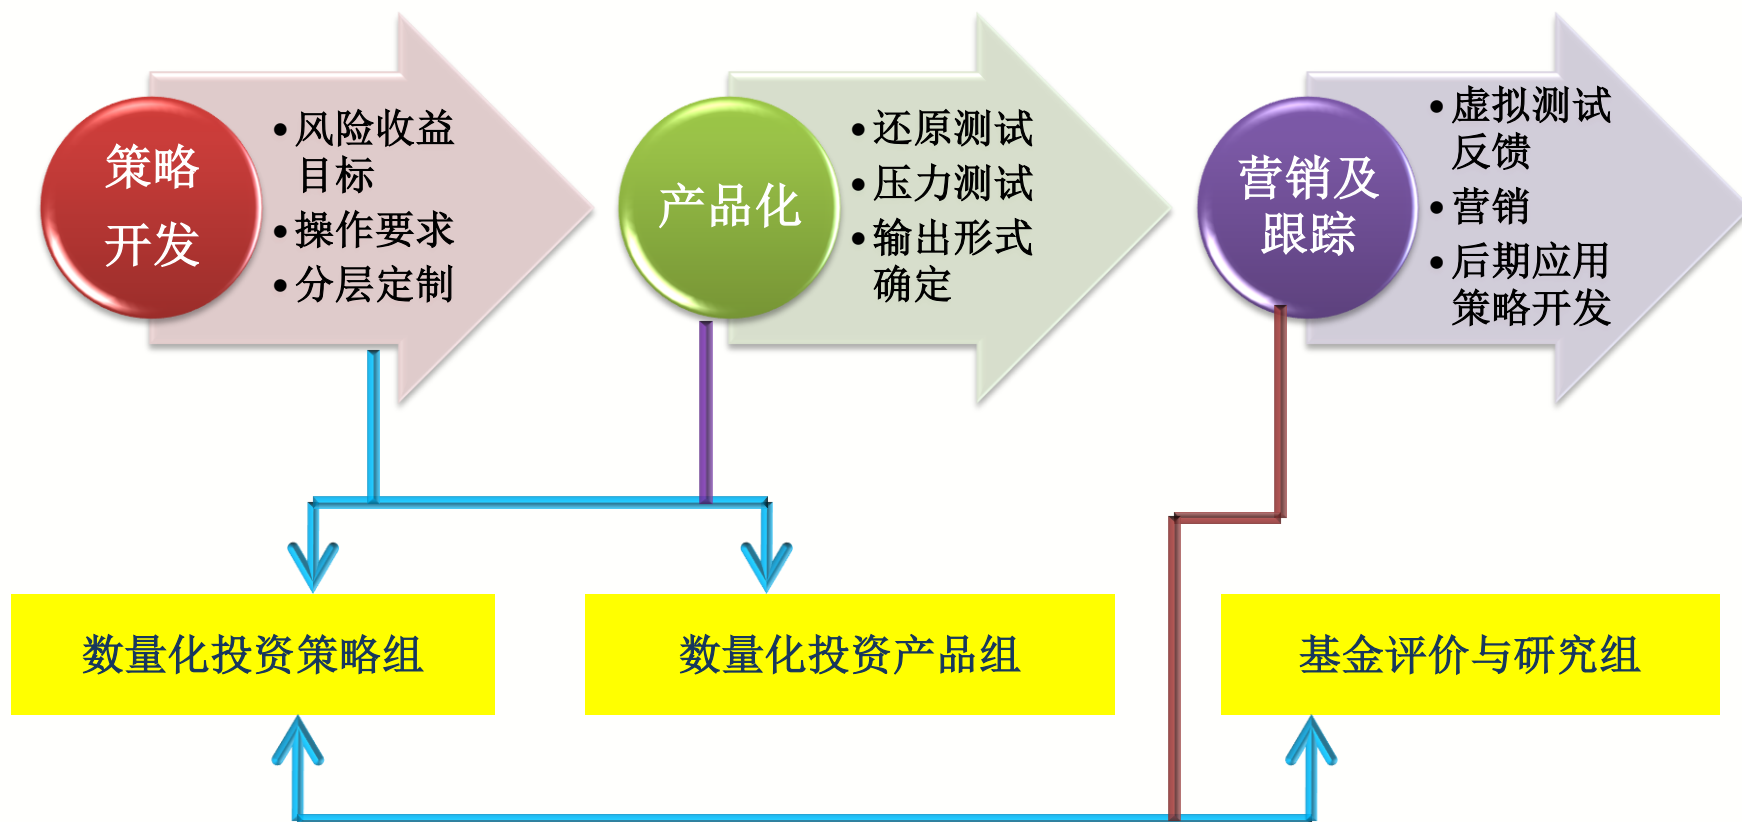 策略
开发
•风险收益
目标
•操作要求
•分层定制
产品化
•还原测试
•压力测试
•输出形式
确定
营销及
跟踪
•虚拟测试
反馈
•营销
•后期应用
策略开发
数量化投资策略组
数量化投资产品组
基金评价与研究组